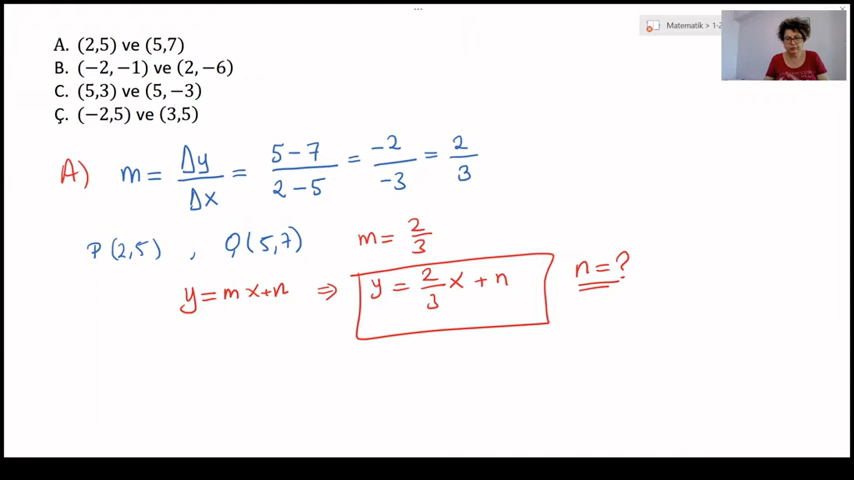 Matematik > 1-2
A. (2,5) ve (5,7)
B. (−2, −1) ve (2, −6)
C. (5,3) ve (5, −3)
Ç. (−2,5) ve (3,5)
A) m = Δy/Δx = 5−7/2−5 = −2/−3 = 2/3
P(2,5) , Q(5,7) m = 2/3
y = mx+n ⇒ y = 2/3 x + n n = ?